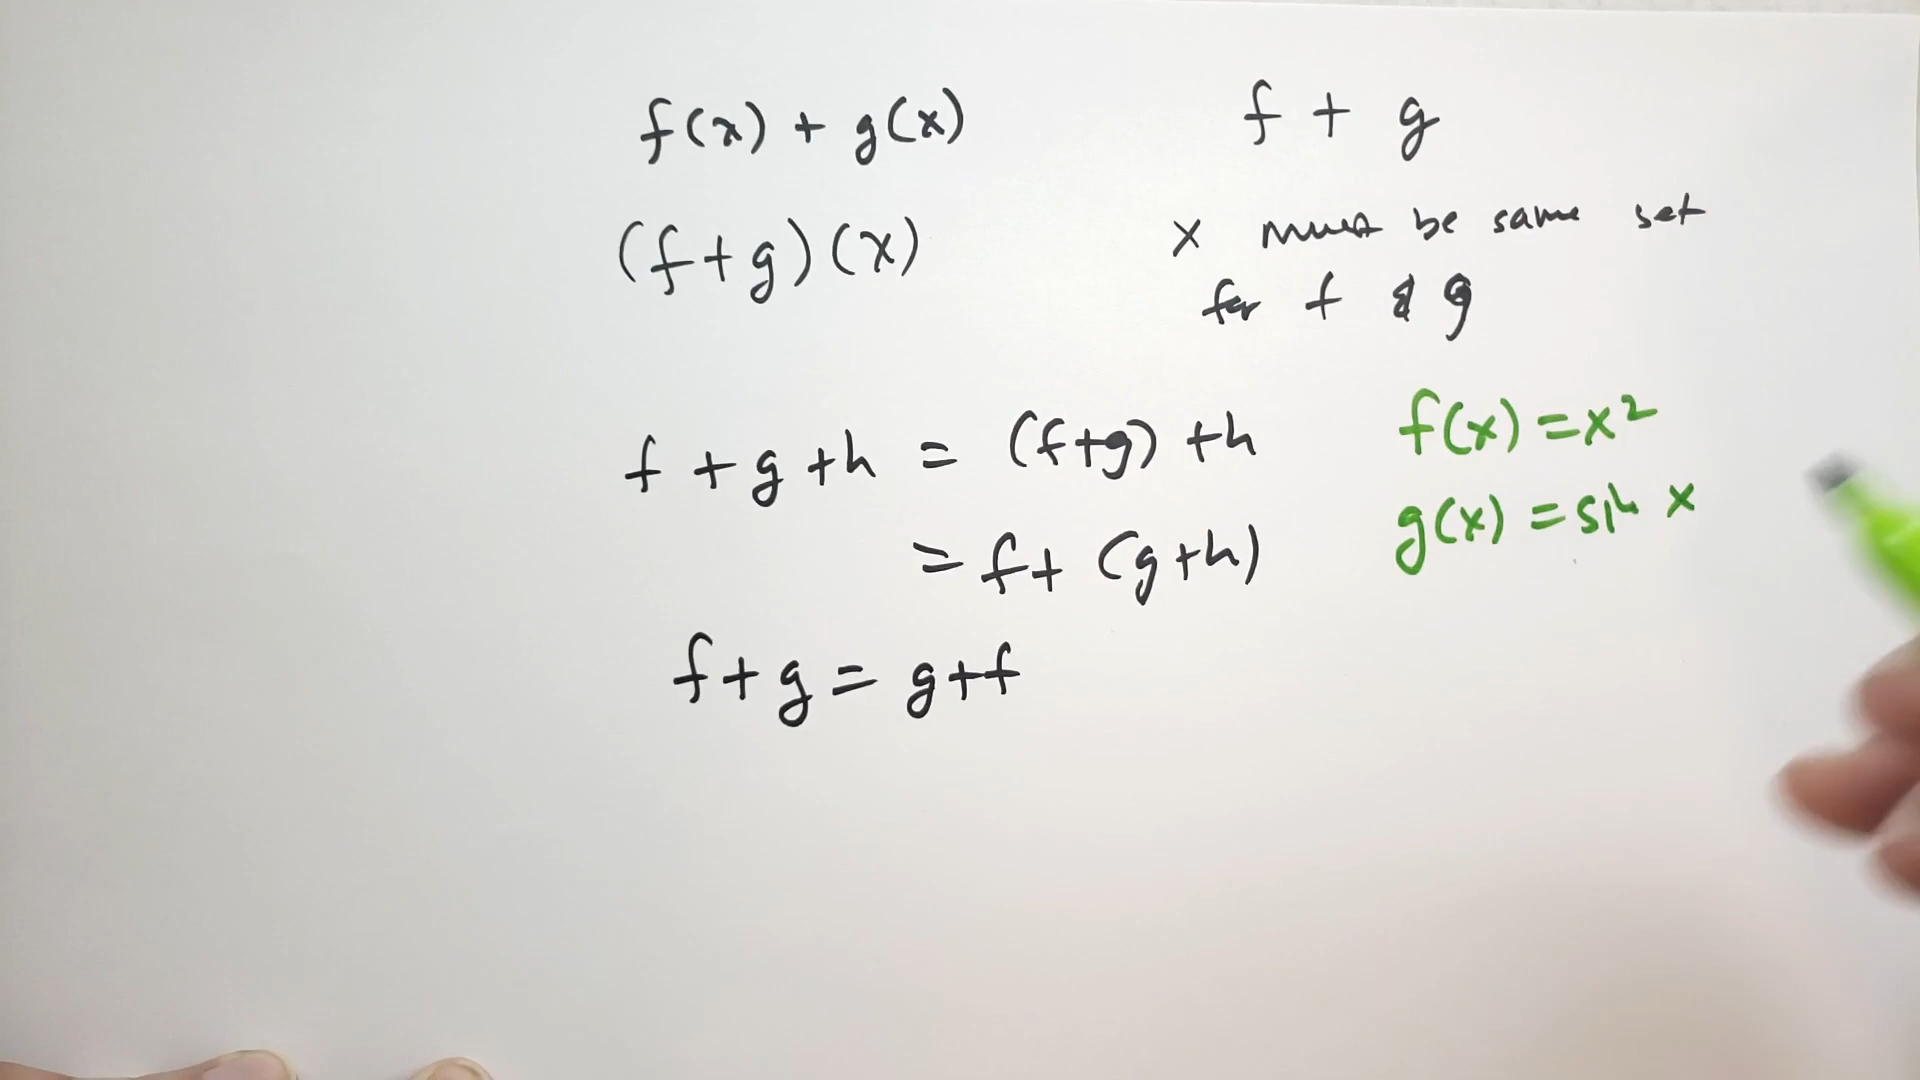 f(x) + g(x)
(f+g)(x)
f + g
x must be same set
for f & g
f + g + h = (f+g) + h
= f + (g+h)
f + g = g + f
f(x) = x²
g(x) = sin x